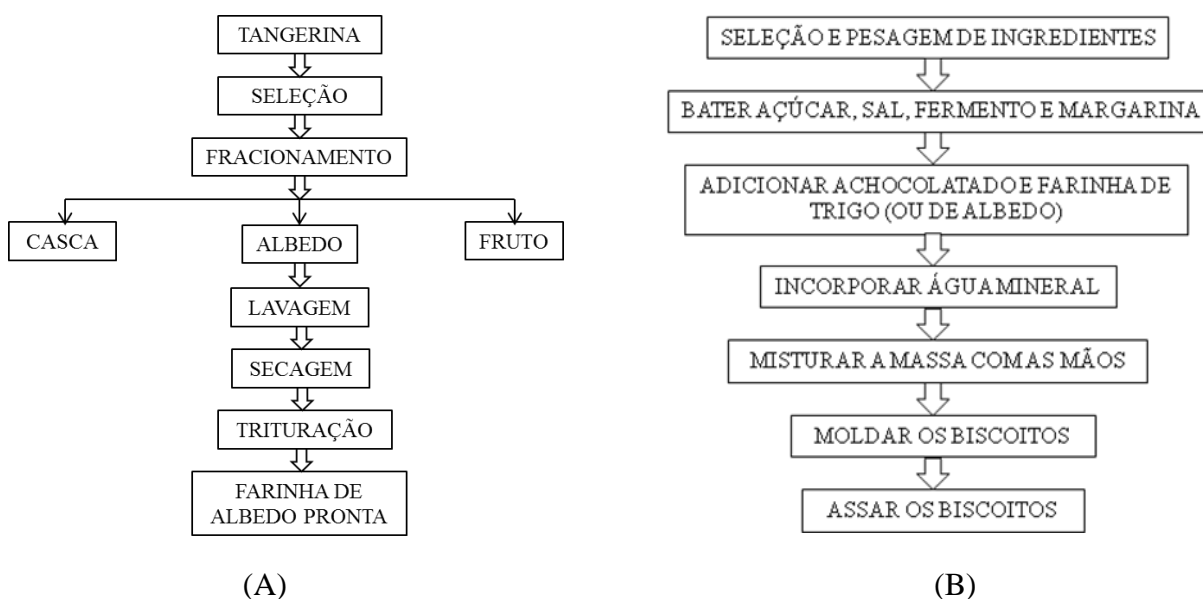 TANGERINA
SELEÇÃO
FRACIONAMENTO
CASCA
ALBEDO
FRUTO
LAVAGEM
SECAGEM
TRITURAÇÃO
FARINHA DE
ALBEDO PRONTA
(A)
SELEÇÃO E PESAGEM DE INGREDIENTES
BATER AÇÚCAR, SAL, FERMENTO E MARGARINA
ADICIONAR ACHOCOLATADO E FARINHA DE
TRIGO (OU DE ALBEDO)
INCORPORAR ÁGUA MINERAL
MISTURAR A MASSA COM AS MÃOS
MOLDAR OS BISCOITOS
ASSAR OS BISCOITOS
(B)